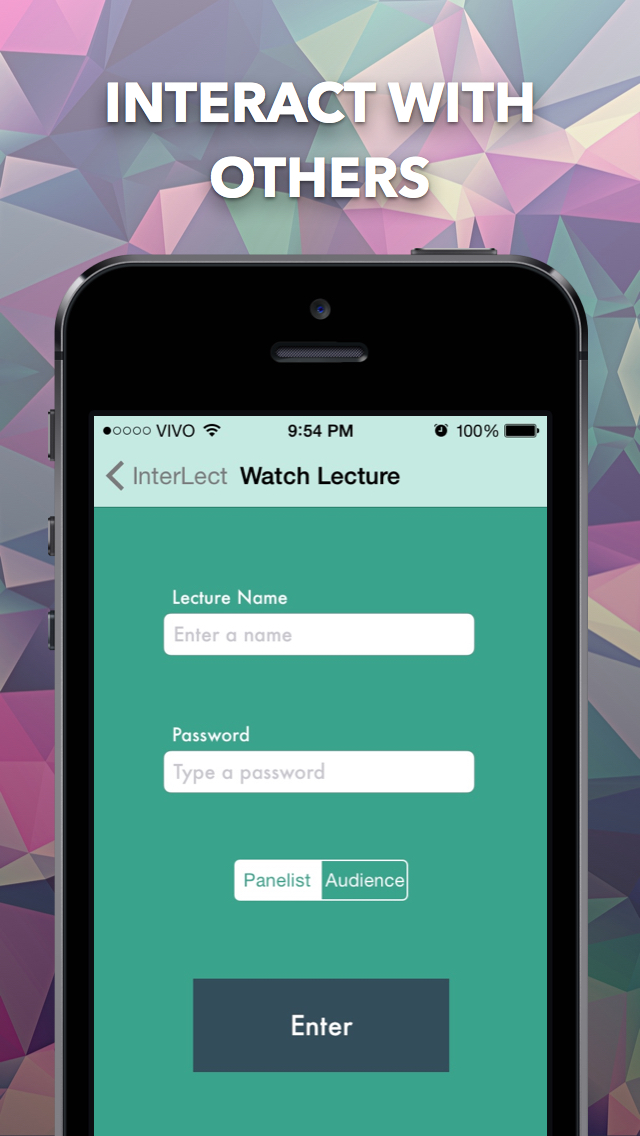 INTERACT WITH
OTHERS
VIVO 9:54 PM 100%
InterLect Watch Lecture
Lecture Name
Enter a name
Password
Type a password
Panelist Audience
Enter